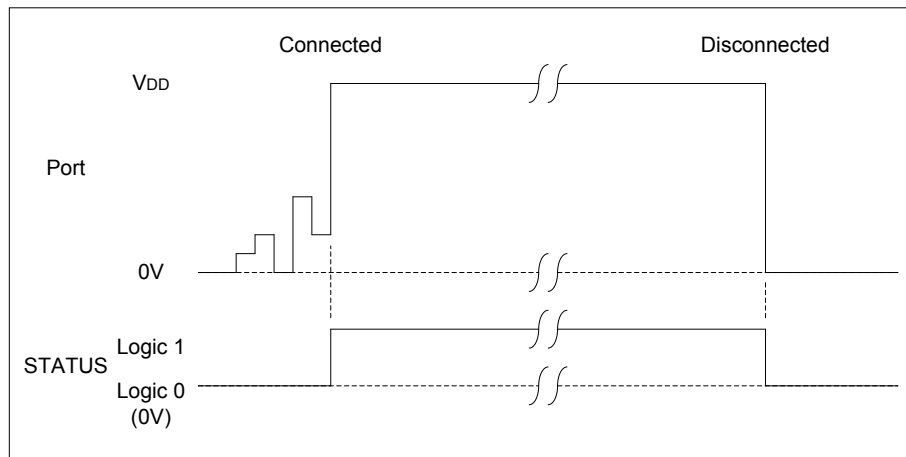 Connected
Disconnected
VDD
Port
0V
Logic 1
STATUS
Logic 0
(0V)